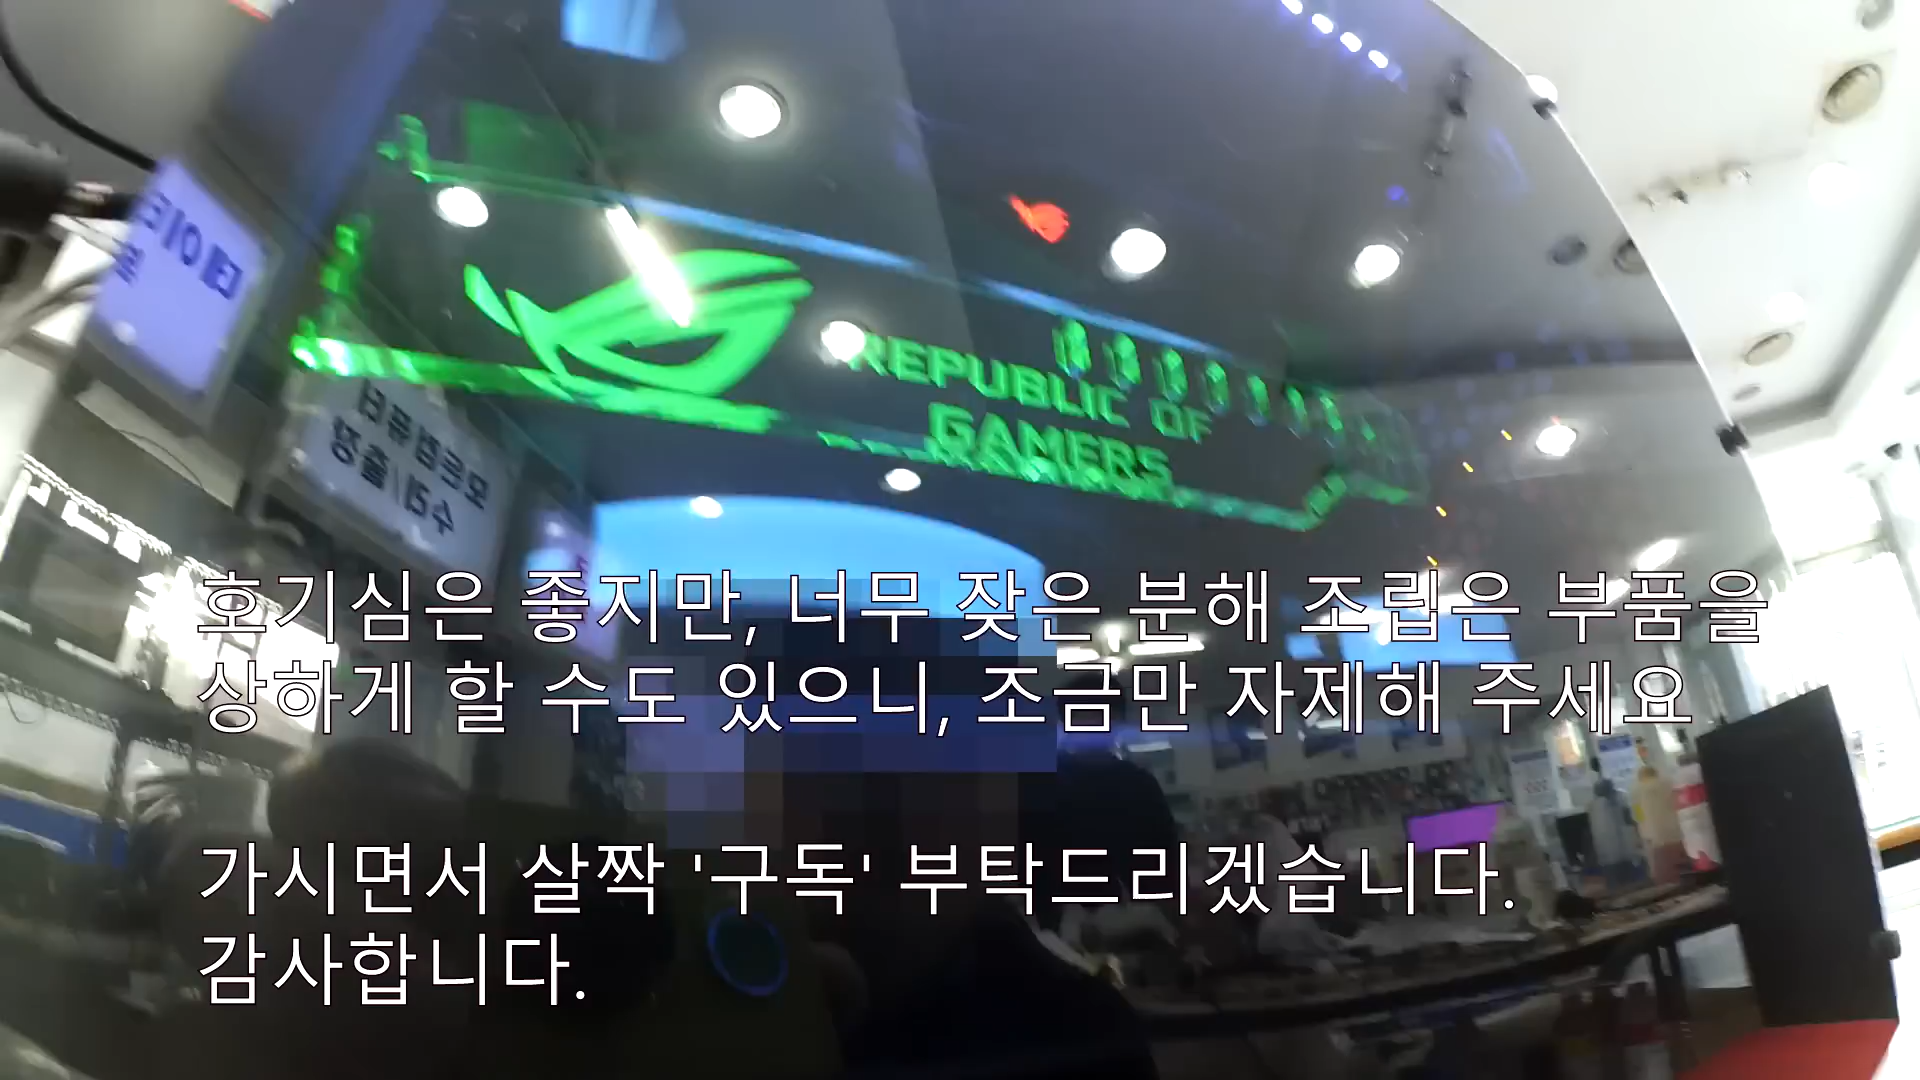 REPUBLIC OF
GAMERS
호기심은 좋지만, 너무 잦은 분해 조립은 부품을
상하게 할 수도 있으니, 조금만 자제해 주세요
가시면서 살짝 '구독' 부탁드리겠습니다.
감사합니다.